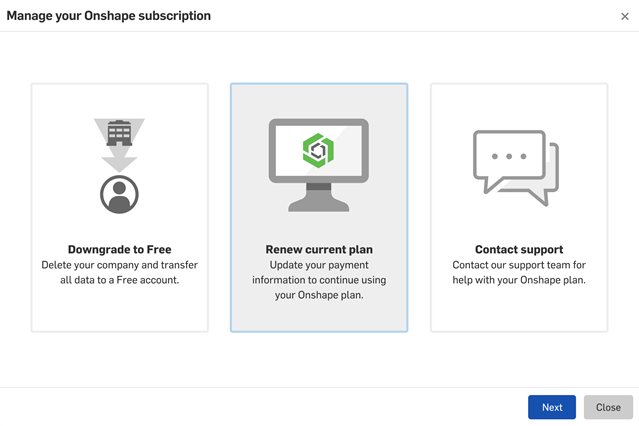 Manage your Onshape subscription
Downgrade to Free
Delete your company and transfer
all data to a Free account.
Renew current plan
Update your payment
information to continue using
your Onshape plan.
Contact support
Contact our support team for
help with your Onshape plan.
Next
Close